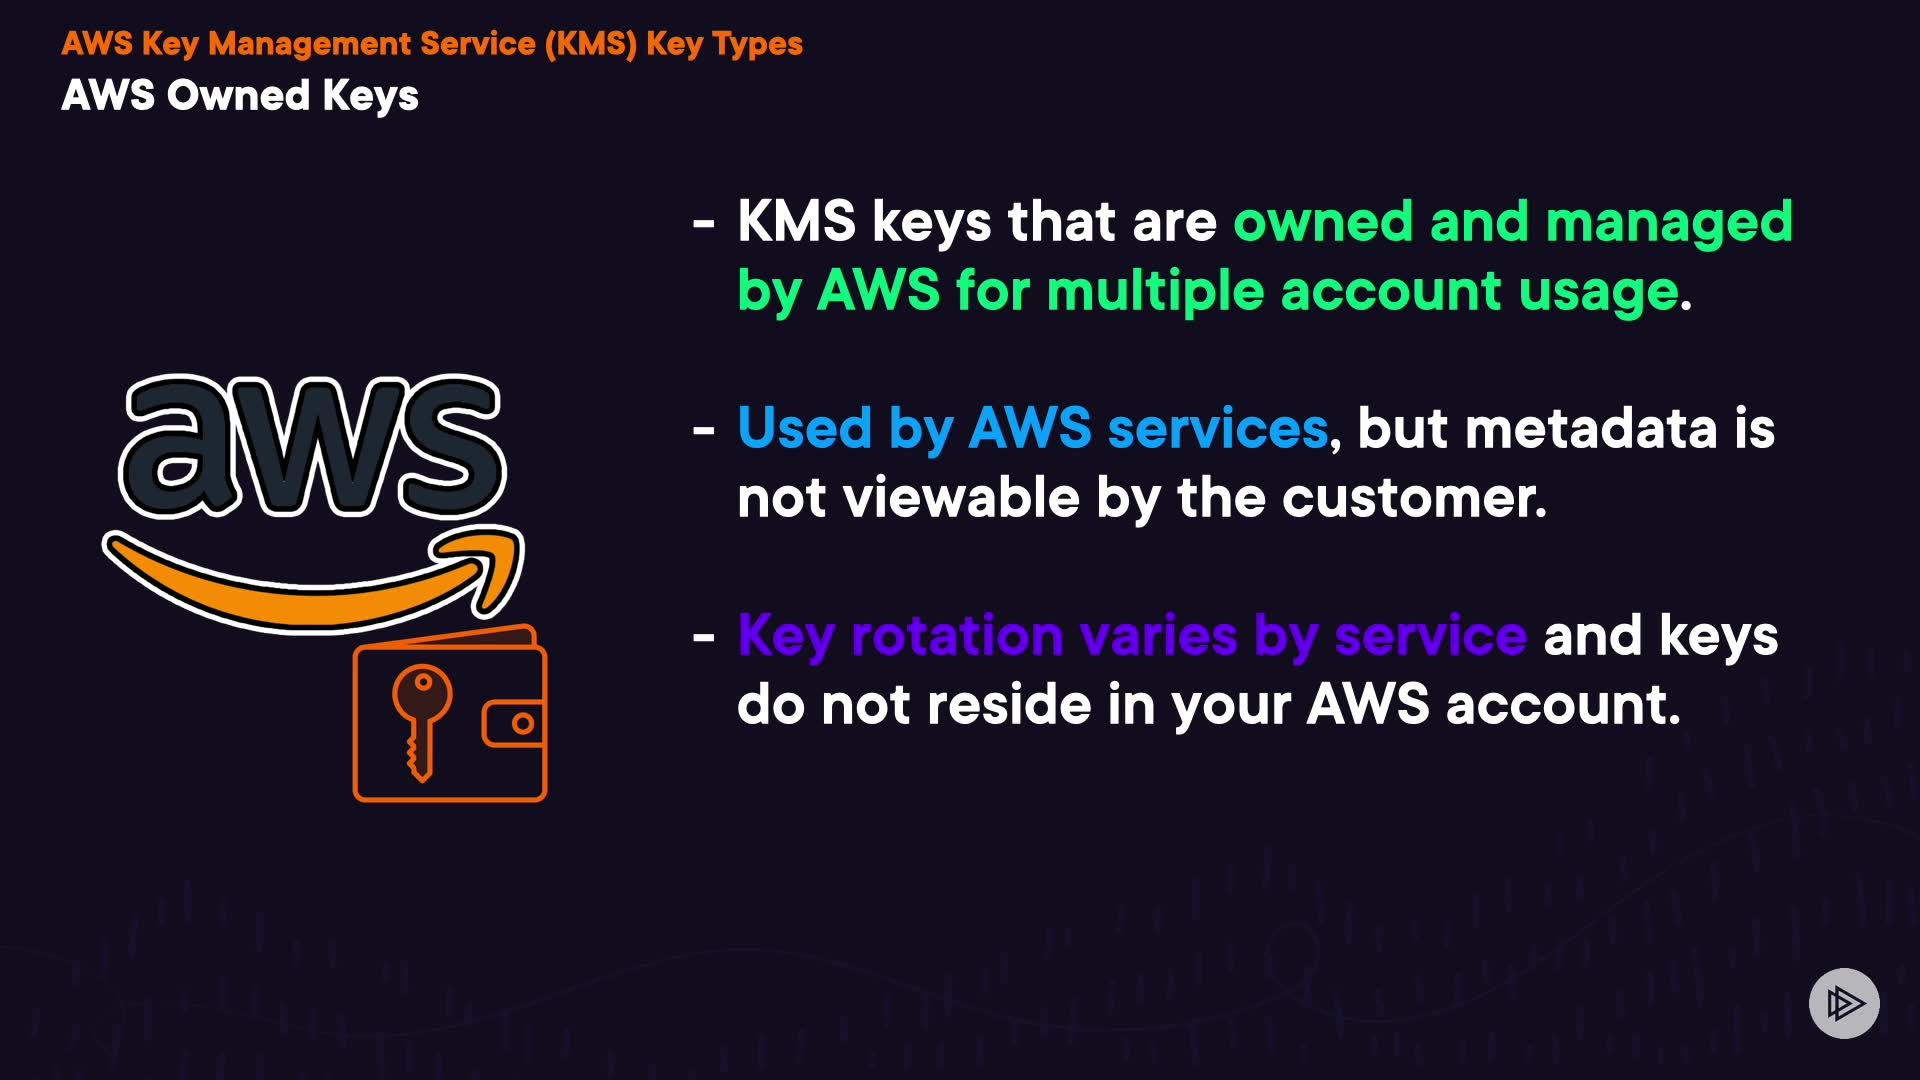 AWS Key Management Service (KMS) Key Types
AWS Owned Keys
- KMS keys that are owned and managed
by AWS for multiple account usage.
- Used by AWS services, but metadata is
not viewable by the customer.
- Key rotation varies by service and keys
do not reside in your AWS account.
aws